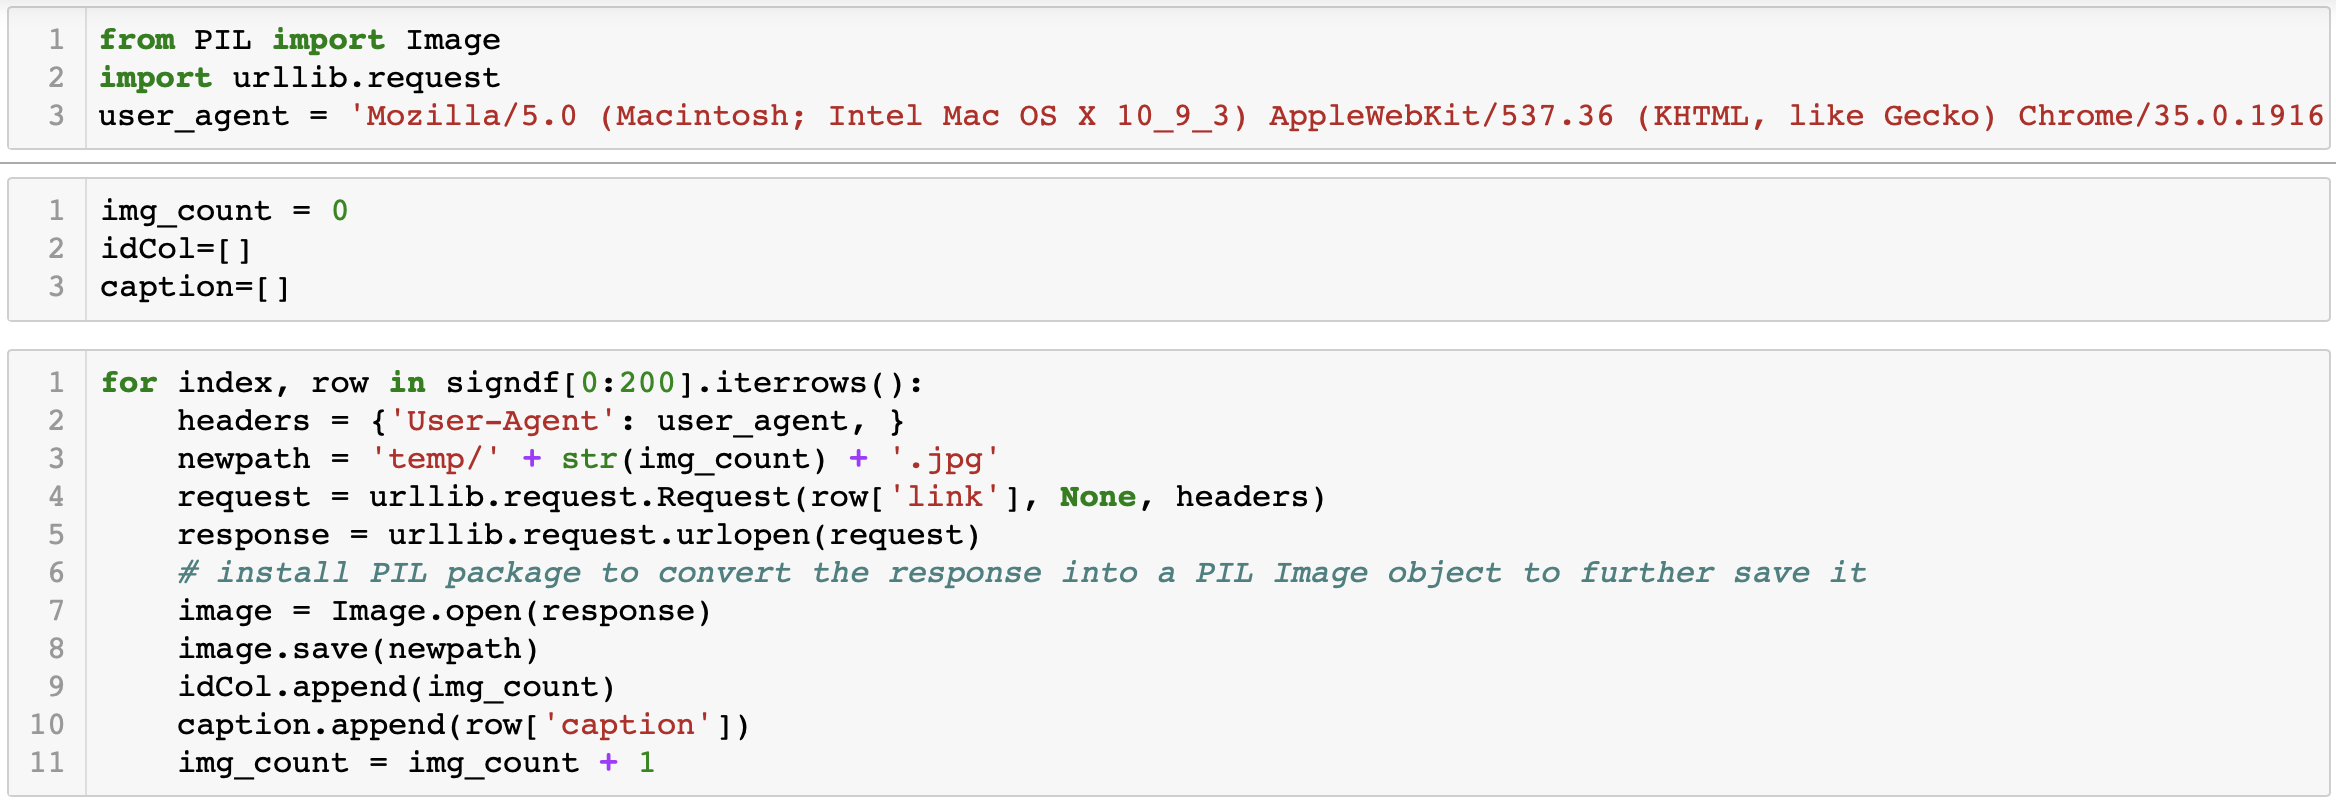 1 from PIL import Image
2 import urllib.request
3 user_agent = 'Mozilla/5.0 (Macintosh; Intel Mac OS X 10_9_3) AppleWebKit/537.36 (KHTML, like Gecko) Chrome/35.0.1916
1 img_count = 0
2 idCol=[]
3 caption=[]
1 for index, row in signdf[0:200].iterrows():
2     headers = {'User-Agent': user_agent, }
3     newpath = 'temp/' + str(img_count) + '.jpg'
4     request = urllib.request.Request(row['link'], None, headers)
5     response = urllib.request.urlopen(request)
6     # install PIL package to convert the response into a PIL Image object to further save it
7     image = Image.open(response)
8     image.save(newpath)
9     idCol.append(img_count)
10     caption.append(row['caption'])
11     img_count = img_count + 1